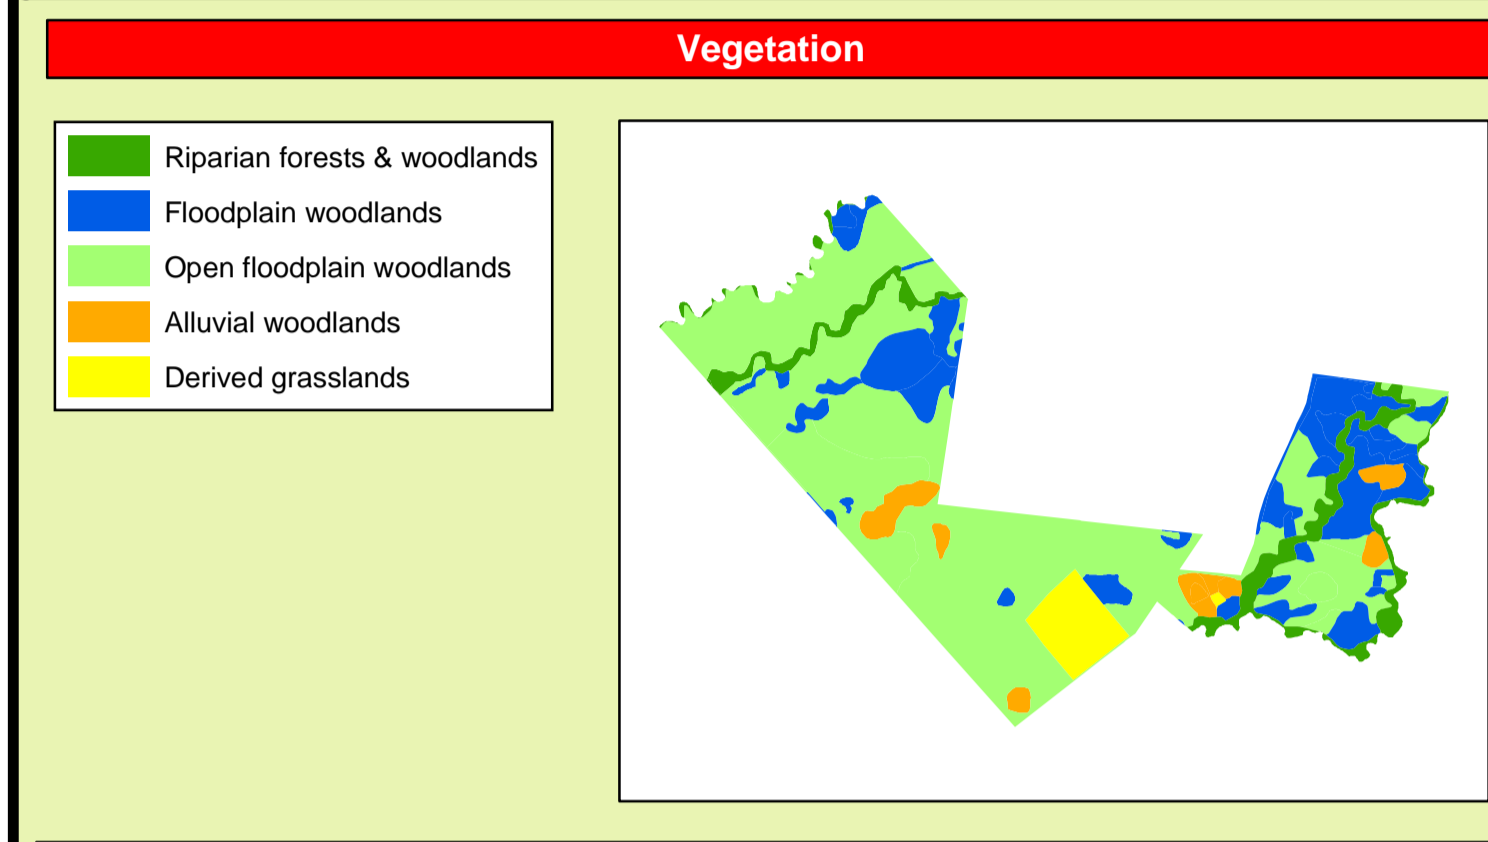 Vegetation
Riparian forests & woodlands
Floodplain woodlands
Open floodplain woodlands
Alluvial woodlands
Derived grasslands